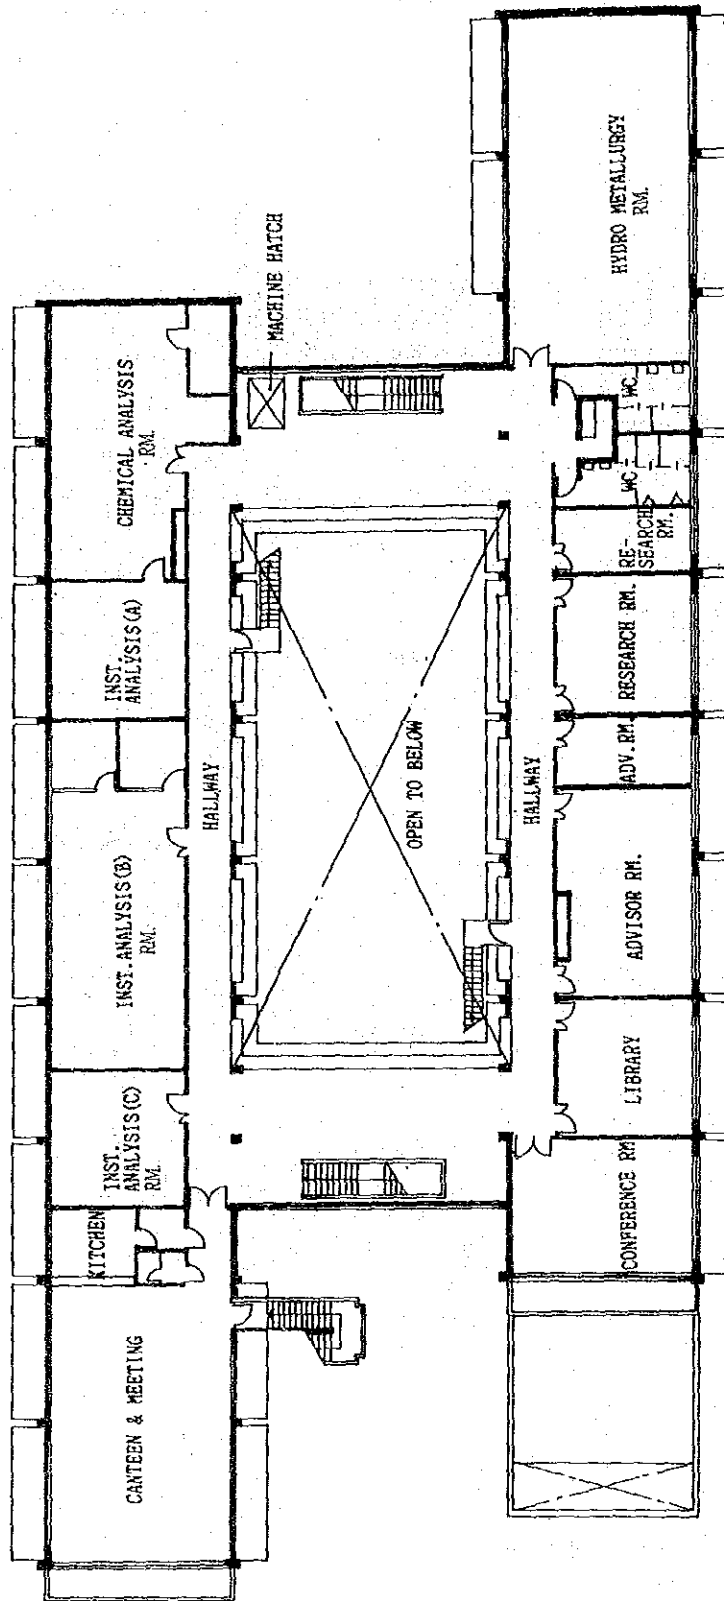 CANTEEN & MEETING
KITCHEN
INST.
ANALYSIS(C)
RM.
INST.ANALYSIS(B)
RM.
INST.
ANALYSIS(A)
CHEMICAL ANALYSIS
RM.
HALLWAY
MACHINE HATCH
OPEN TO BELOW
HALLWAY
CONFERENCE RM
LIBRARY
ADVISOR RM.
ADV.RM.
RESEARCH RM.
RE-
SEARCH
RM.
WC
WC
HYDRO METALLURGY
RM.